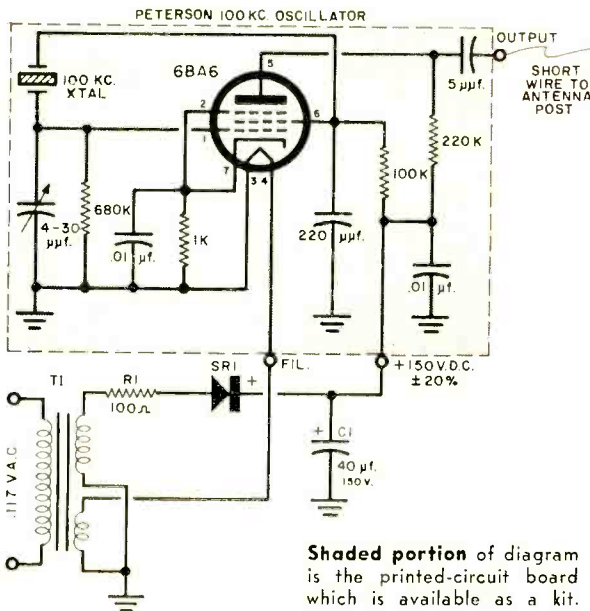 PETERSON 100 KC. OSCILLATOR
OUTPUT
6BA6
5
5 µµf.
SHORT
WIRE TO
ANTENNA
POST
100 KC.
XTAL
2
6
1
220K
100K
7
3 4
680K
4-30
µµf.
.01 µf.
1K
220 µµf.
.01 µf.
FIL.
+150 V. D.C.
±20%
T1
R1
100Ω
SR1
+
+ C1
40 µf.
150 V.
117 V A.C.
Shaded portion of diagram
is the printed-circuit board
which is available as a kit.